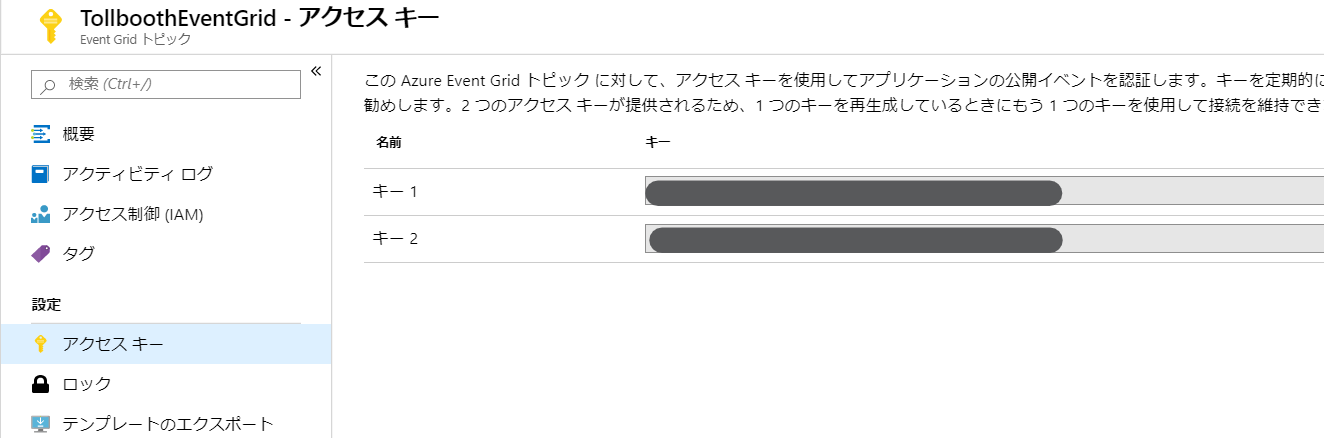 TollboothEventGrid - アクセス キー
Event Grid トピック
検索 (Ctrl+/)
«
概要
アクティビティ ログ
アクセス制御 (IAM)
タグ
設定
アクセス キー
ロック
テンプレートのエクスポート
この Azure Event Grid トピック に対して、アクセス キーを使用してアプリケーションの公開イベントを認証します。キーを定期的に
勧めします。2 つのアクセス キーが提供されるため、1 つのキーを再生成しているときにもう 1 つのキーを使用して接続を維持でき
名前 キー
キー 1
キー 2